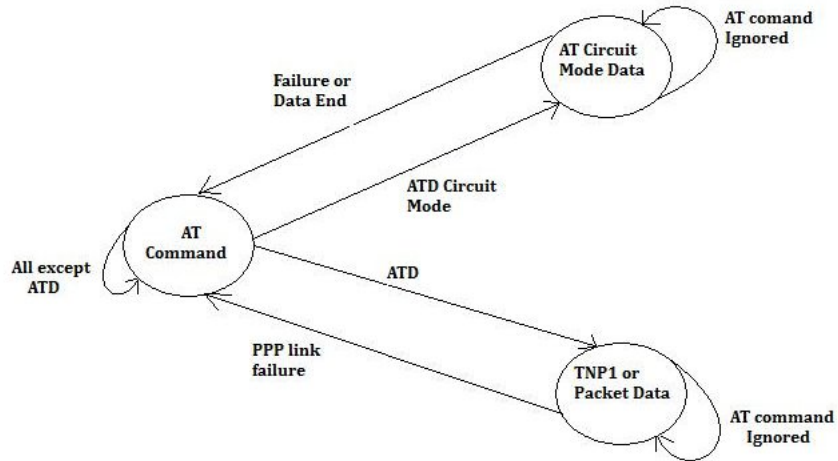 AT comand
Ignored
AT Circuit
Mode Data
Failure or
Data End
ATD Circuit
Mode
AT
Command
All except
ATD
ATD
PPP link
failure
TNP1 or
Packet Data
AT command
Ignored